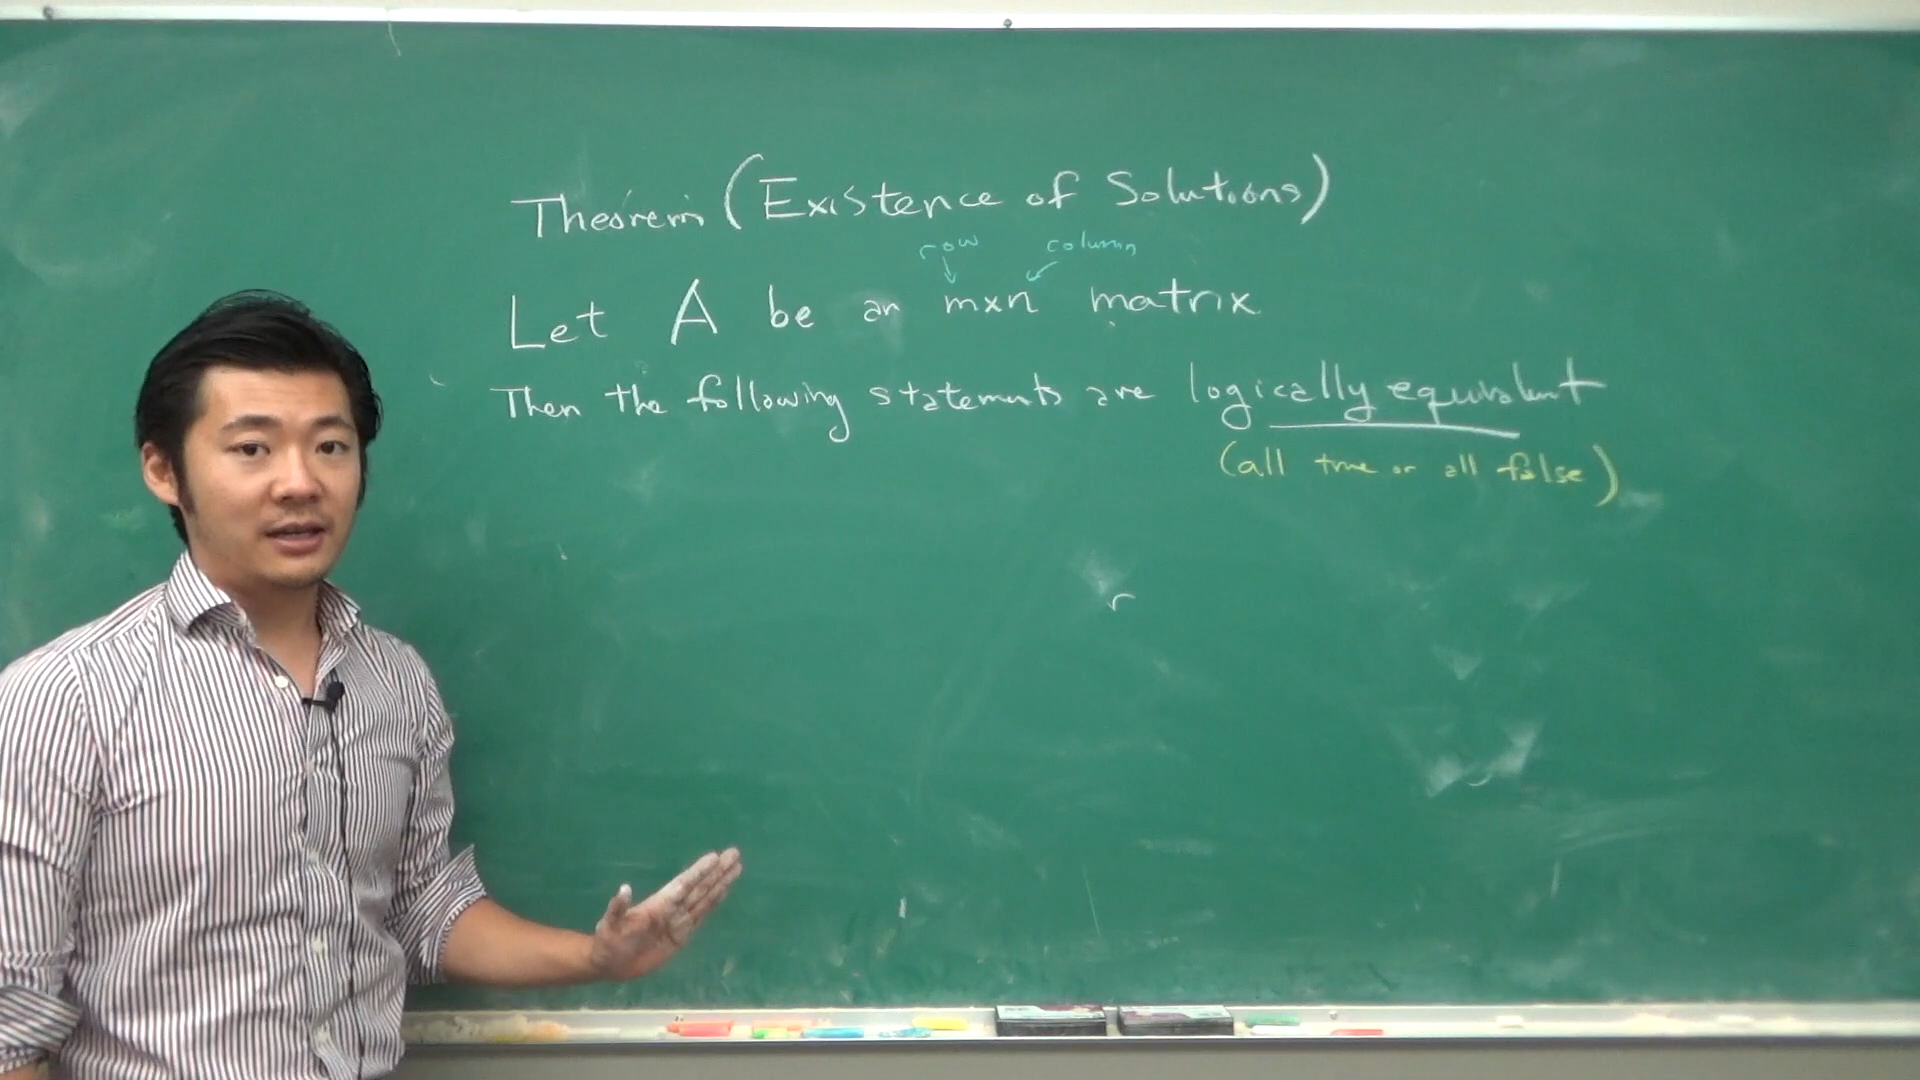 Theorem (Existence of Solutions)
row column
Let A be an mxn matrix
Then the following statements are logically equivalent
(all true or all false)
r